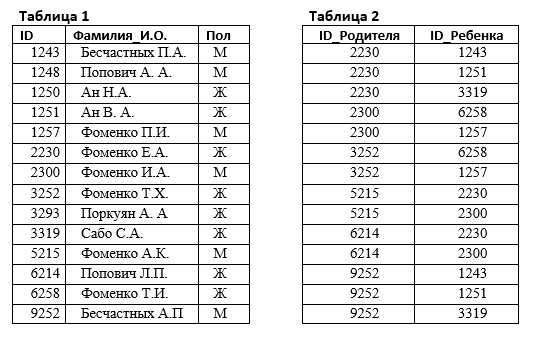 Таблица 1
ID Фамилия_И.О. Пол
1243 Бесчастных П.А. М
1248 Попович А. А. М
1250 Ан Н.А. Ж
1251 Ан В. А. Ж
1257 Фоменко П.И. М
2230 Фоменко Е.А. Ж
2300 Фоменко И.А. М
3252 Фоменко Т.Х. Ж
3293 Поркуян А. А Ж
3319 Сабо С.А. Ж
5215 Фоменко А.К. М
6214 Попович Л.П. Ж
6258 Фоменко Т.И. Ж
9252 Бесчастных А.П М
Таблица 2
ID_Родителя ID_Ребенка
2230 1243
2230 1251
2230 3319
2300 6258
2300 1257
3252 6258
3252 1257
5215 2230
5215 2300
6214 2230
6214 2300
9252 1243
9252 1251
9252 3319